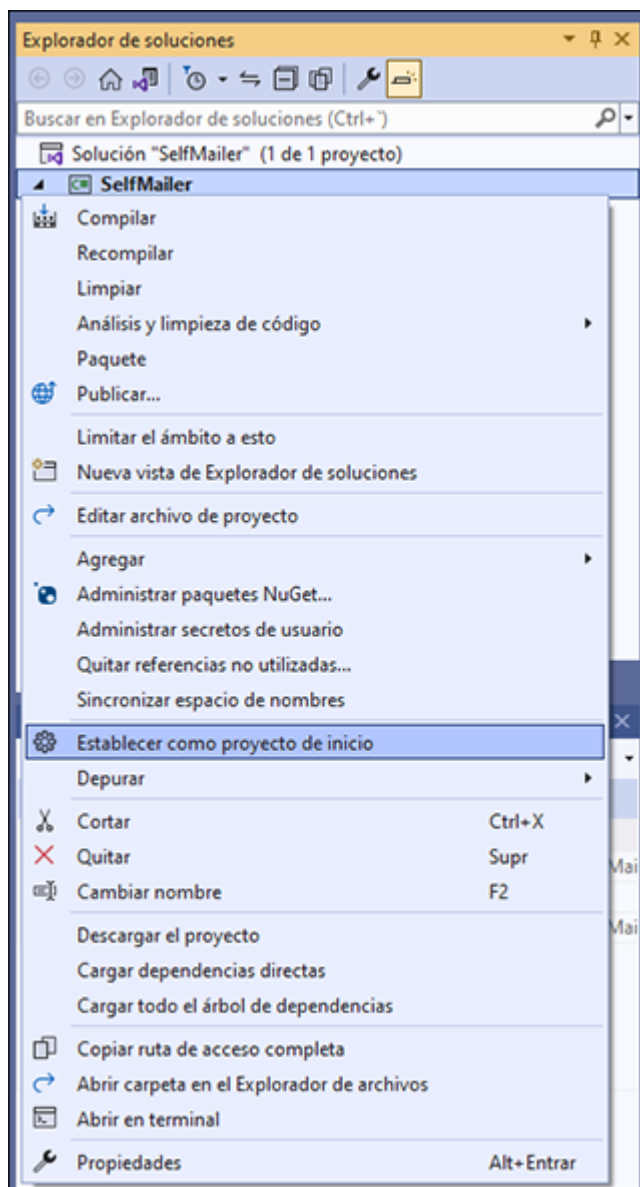 Explorador de soluciones
Buscar en Explorador de soluciones (Ctrl+`)
Solución "SelfMailer" (1 de 1 proyecto)
SelfMailer
Compilar
Recompilar
Limpiar
Análisis y limpieza de código
Paquete
Publicar...
Limitar el ámbito a esto
Nueva vista de Explorador de soluciones
Editar archivo de proyecto
Agregar
Administrar paquetes NuGet...
Administrar secretos de usuario
Quitar referencias no utilizadas...
Sincronizar espacio de nombres
Establecer como proyecto de inicio
Depurar
Cortar Ctrl+X
Quitar Supr
Mai
Cambiar nombre F2
Mai
Descargar el proyecto
Cargar dependencias directas
Cargar todo el árbol de dependencias
Copiar ruta de acceso completa
Abrir carpeta en el Explorador de archivos
Abrir en terminal
Propiedades Alt+Entrar